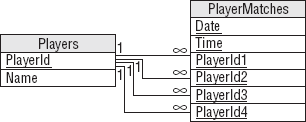 Players
PlayerId
Name
1
1
1
1
∞
∞
∞
∞
PlayerMatches
Date
Time
PlayerId1
PlayerId2
PlayerId3
PlayerId4